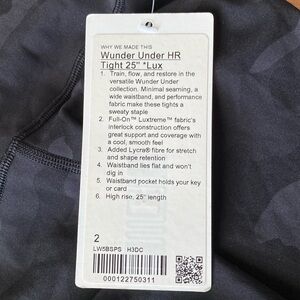 WHY WE MADE THIS
Wunder Under HR
Tight 25" *Lux
1. Train, flow, and restore in the
versatile Wunder Under
collection. Minimal seaming, a
wide waistband, and performance
fabric make these tights a
sweaty staple
2. Full-On™ Luxtreme™ fabric's
interlock construction offers
great support and coverage with
a cool, smooth feel
3. Added Lycra® fibre for stretch
and shape retention
4. Waistband lies flat and won't
dig in
5. Waistband pocket holds your key
or card
6. High rise, 25" length
2
LW5BSPS H3DC
000122750311